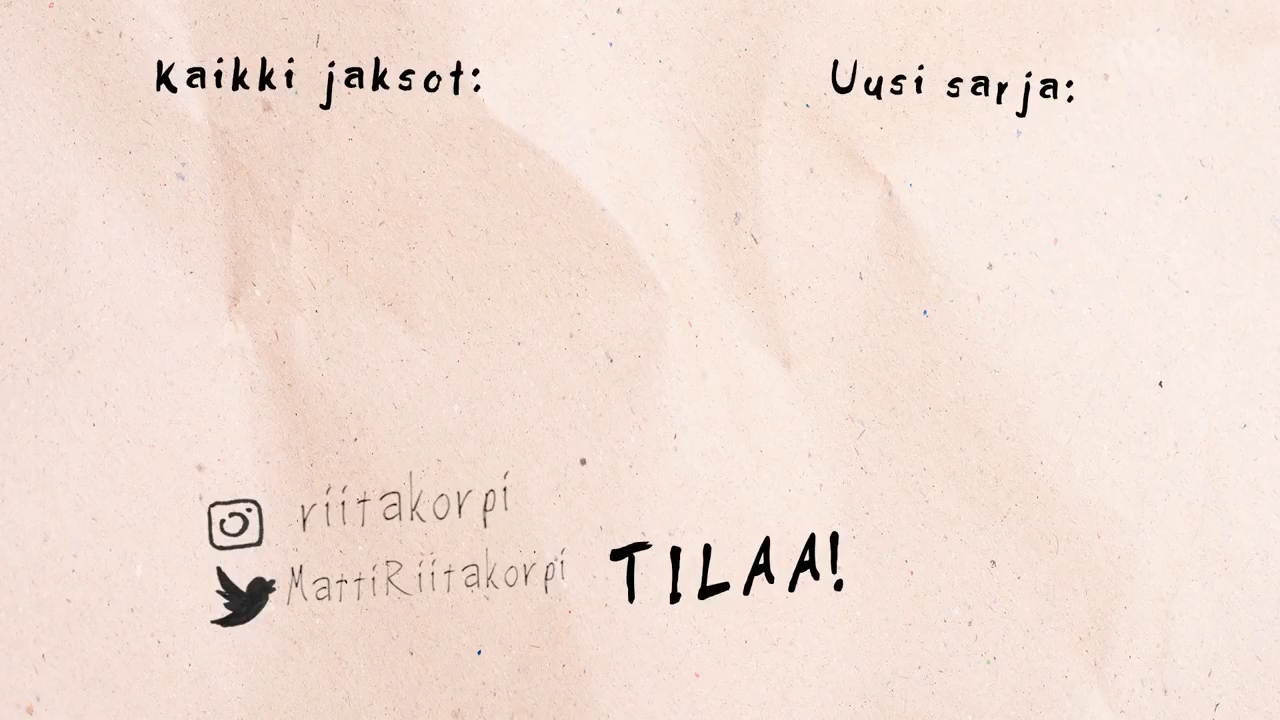 Kaikki jaksot:
Uusi sarja:
riitakorpi
MattiRiitakorpi
TILAA!